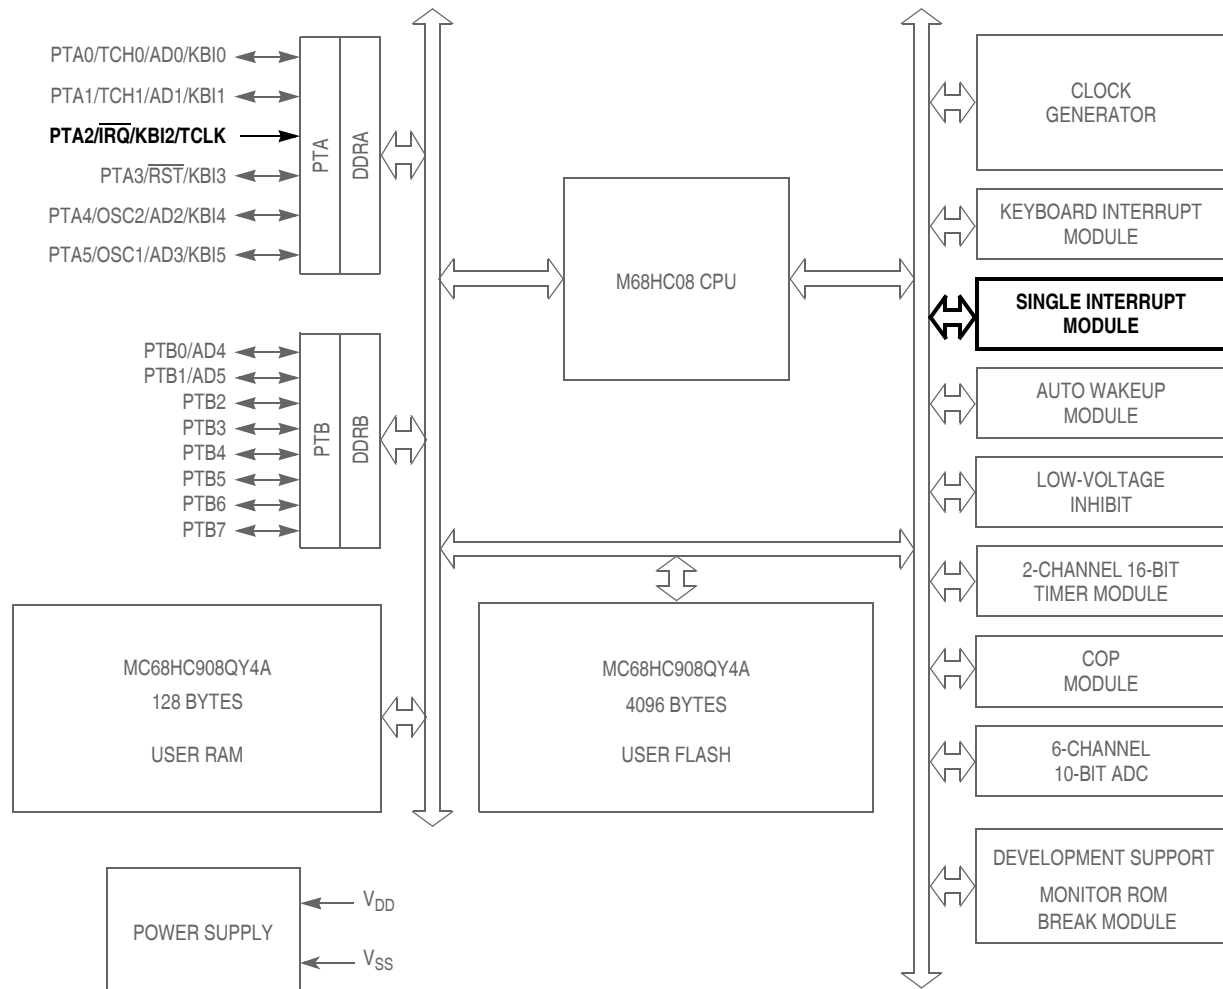 PTA0/TCH0/AD0/KBI0
PTA1/TCH1/AD1/KBI1
PTA2/I̅R̅Q̅/KBI2/TCLK
PTA3/R̅S̅T̅/KBI3
PTA4/OSC2/AD2/KBI4
PTA5/OSC1/AD3/KBI5
PTA
DDRA
PTB0/AD4
PTB1/AD5
PTB2
PTB3
PTB4
PTB5
PTB6
PTB7
PTB
DDRB
M68HC08 CPU
MC68HC908QY4A
128 BYTES
USER RAM
MC68HC908QY4A
4096 BYTES
USER FLASH
POWER SUPPLY
VDD
VSS
CLOCK
GENERATOR
KEYBOARD INTERRUPT
MODULE
SINGLE INTERRUPT
MODULE
AUTO WAKEUP
MODULE
LOW-VOLTAGE
INHIBIT
2-CHANNEL 16-BIT
TIMER MODULE
COP
MODULE
6-CHANNEL
10-BIT ADC
DEVELOPMENT SUPPORT
MONITOR ROM
BREAK MODULE